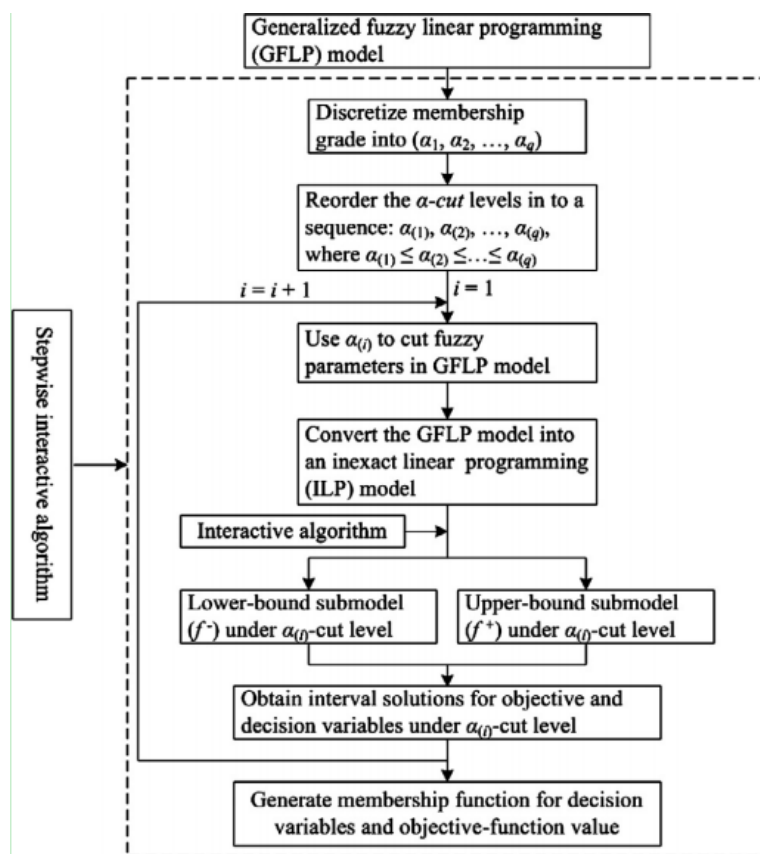 Generalized fuzzy linear programming
(GFLP) model
Discretize membership
grade into (α₁, α₂, ..., α_q)
Reorder the α-cut levels in to a
sequence: α₍₁₎, α₍₂₎, ..., α₍q₎,
where α₍₁₎ ≤ α₍₂₎ ≤...≤ α₍q₎
i = i + 1
i = 1
Use α₍i₎ to cut fuzzy
parameters in GFLP model
Stepwise interactive algorithm
Convert the GFLP model into
an inexact linear programming
(ILP) model
Interactive algorithm
Lower-bound submodel
(f⁻) under α₍i₎-cut level
Upper-bound submodel
(f⁺) under α₍i₎-cut level
Obtain interval solutions for objective and
decision variables under α₍i₎-cut level
Generate membership function for decision
variables and objective-function value